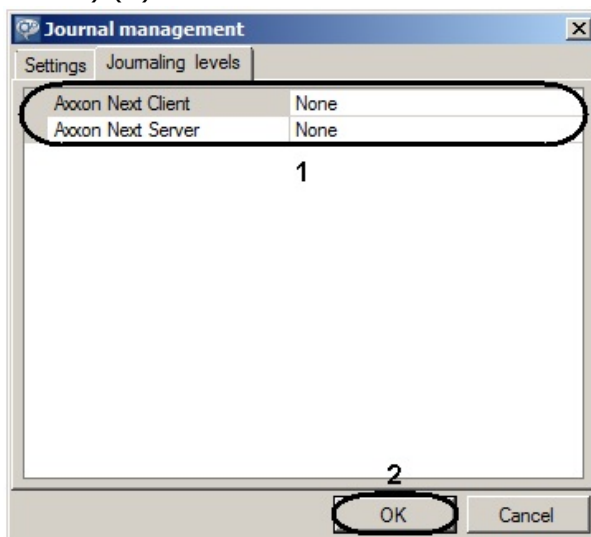 Journal management
Settings Journaling levels
Axxon Next Client None
Axxon Next Server None
1
2
OK Cancel